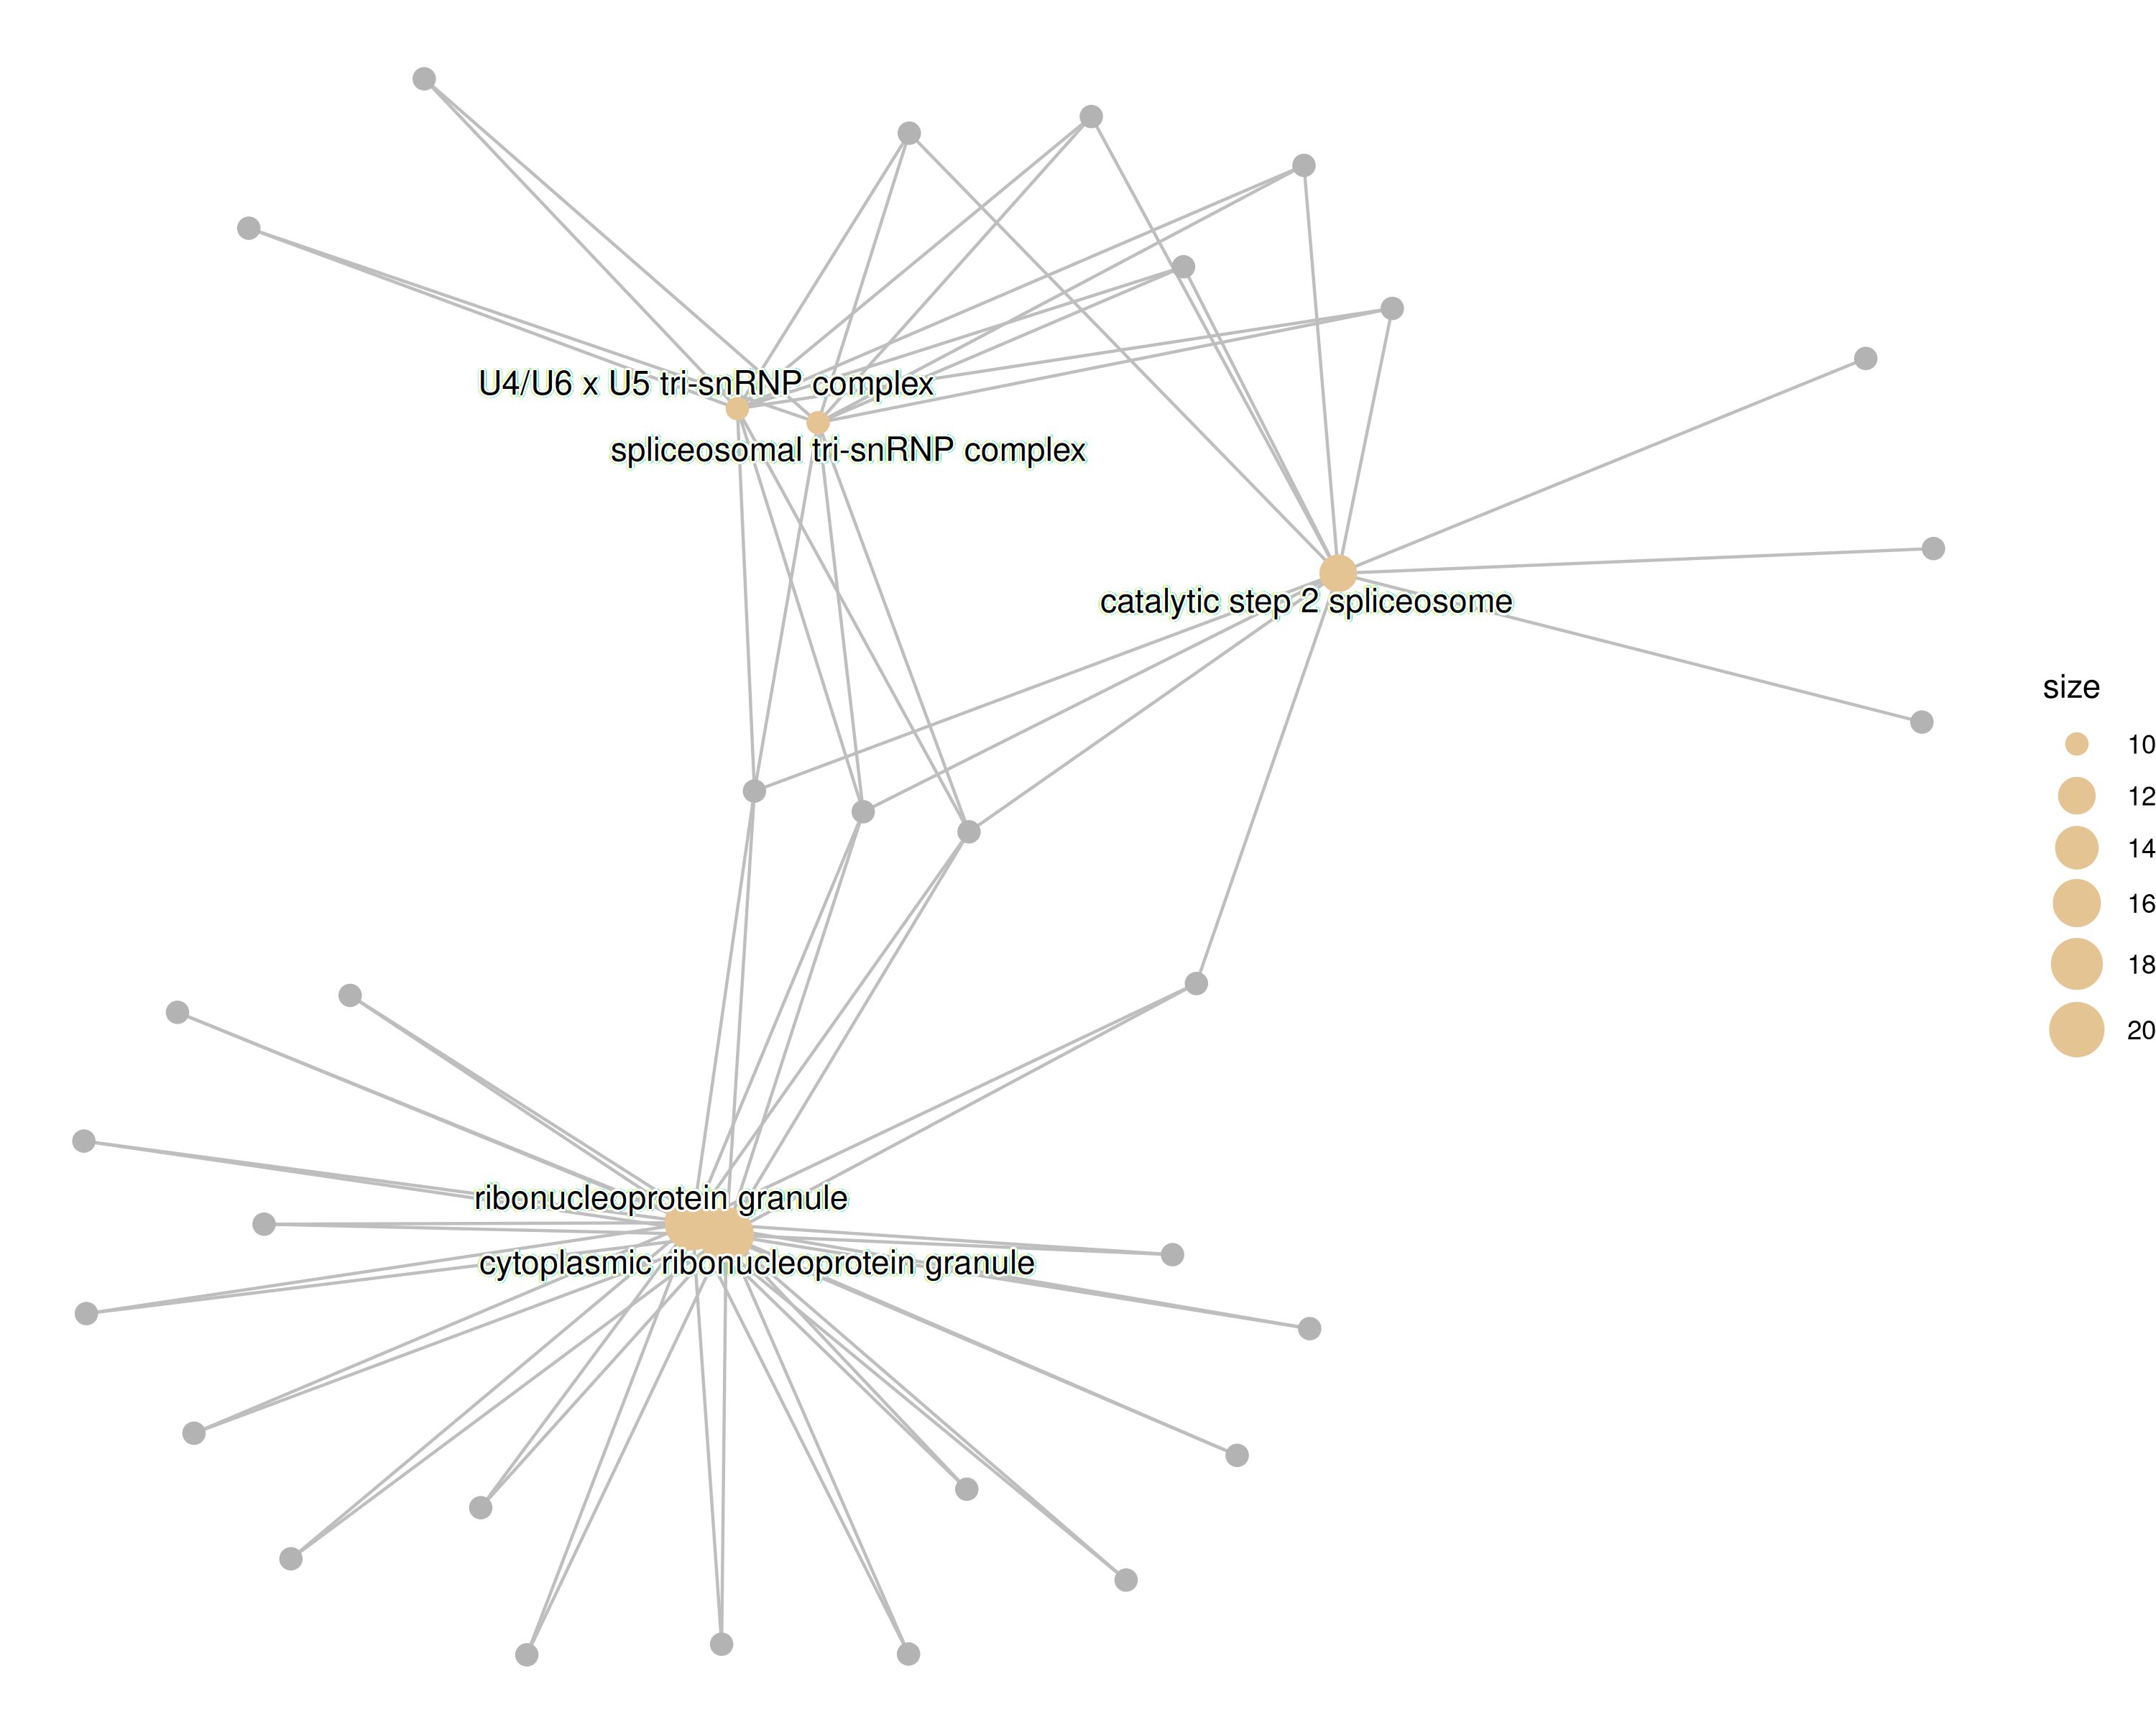 U4/U6 x U5 tri-snRNP complex
spliceosomal tri-snRNP complex
catalytic step 2 spliceosome
size
10
12
14
16
18
20
ribonucleoprotein granule
cytoplasmic ribonucleoprotein granule